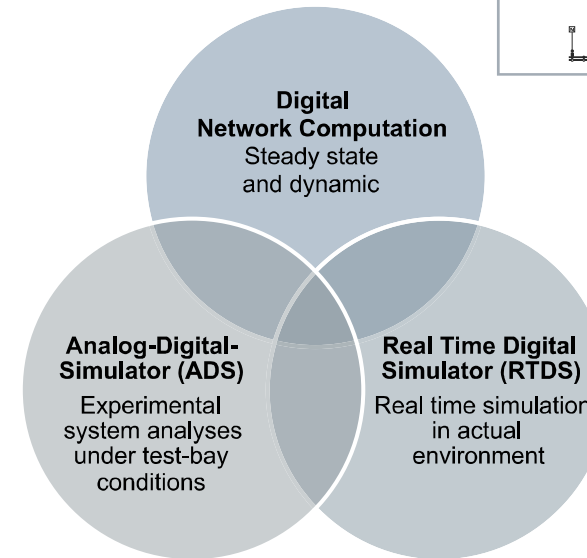 Digital
Network Computation
Steady state
and dynamic
Analog-Digital-
Simulator (ADS)
Experimental
system analyses
under test-bay
conditions
Real Time Digital
Simulator (RTDS)
Real time simulation
in actual
environment